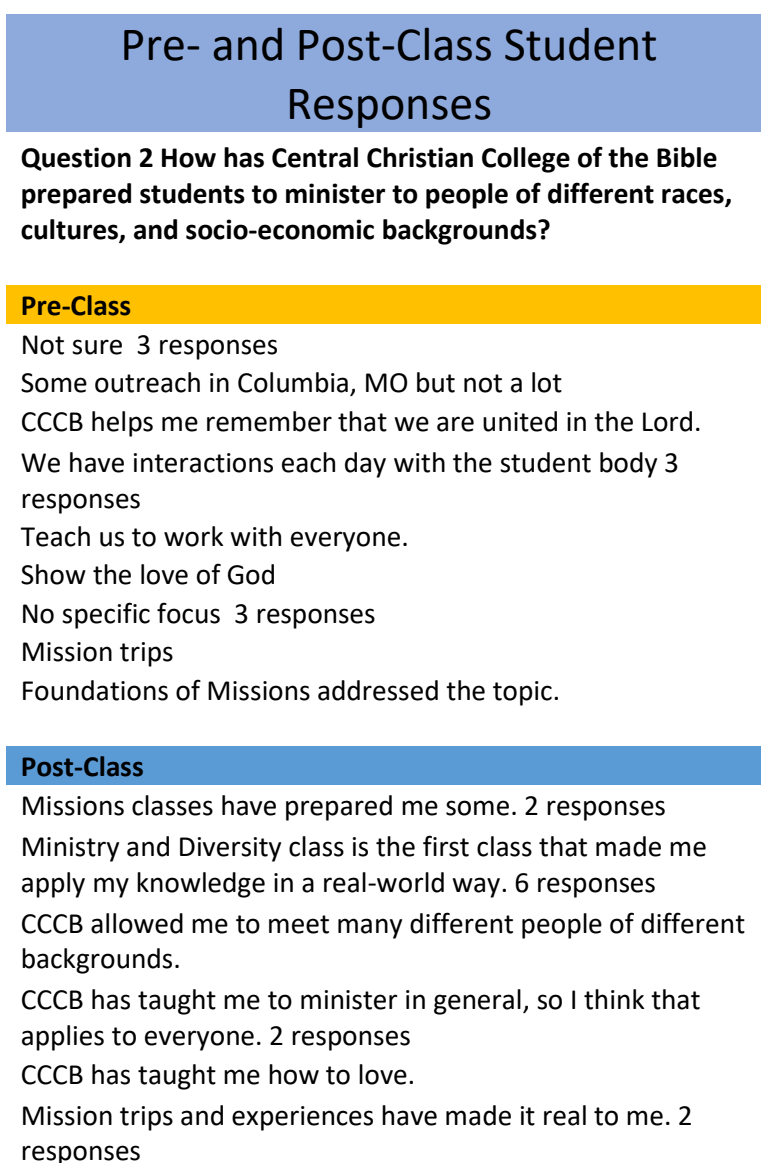 Pre- and Post-Class Student
Responses
Question 2 How has Central Christian College of the Bible
prepared students to minister to people of different races,
cultures, and socio-economic backgrounds?
Pre-Class
Not sure  3 responses
Some outreach in Columbia, MO but not a lot
CCCB helps me remember that we are united in the Lord.
We have interactions each day with the student body 3
responses
Teach us to work with everyone.
Show the love of God
No specific focus  3 responses
Mission trips
Foundations of Missions addressed the topic.
Post-Class
Missions classes have prepared me some. 2 responses
Ministry and Diversity class is the first class that made me
apply my knowledge in a real-world way. 6 responses
CCCB allowed me to meet many different people of different
backgrounds.
CCCB has taught me to minister in general, so I think that
applies to everyone. 2 responses
CCCB has taught me how to love.
Mission trips and experiences have made it real to me. 2
responses